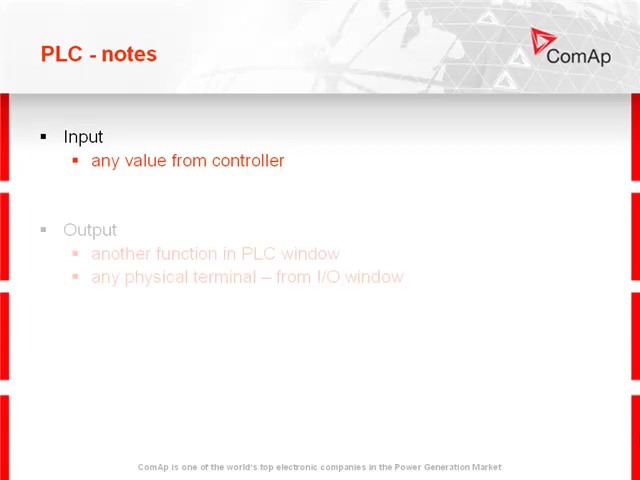 PLC - notes
ComAp
▪ Input
▪ any value from controller
▪ Output
▪ another function in PLC window
▪ any physical terminal – from I/O window
ComAp is one of the world's top electronic companies in the Power Generation Market